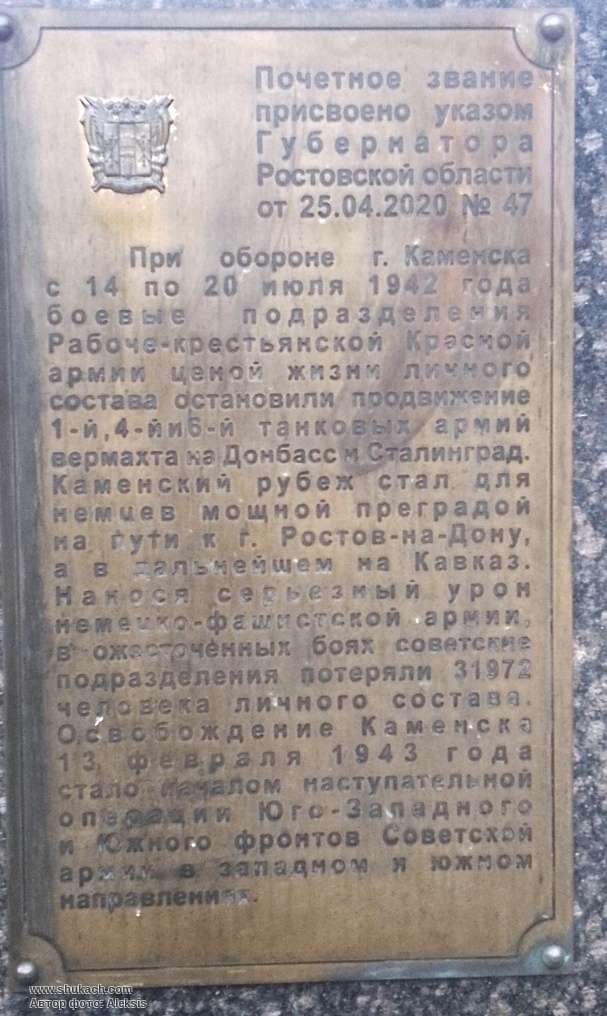 Почетное звание
присвоено указом
Губернатора
Ростовской области
от 25.04.2020 № 47
При обороне г. Каменска
с 14 по 20 июля 1942 года
боевые подразделения
Рабоче-крестьянской Красной
армии ценой жизни личного
состава остановили продвижение
1-й,4-йи6-й танковых армий
вермахта на Донбасс и Сталинград.
Каменский рубеж стал для
немцев мощной преградой
на пути к г. Ростов-на-Дону,
а в дальнейшем на Кавказ.
Нанося серьезный урон
немецко-фашистской армии,
в ожесточенных боях советские
подразделения потеряли 31972
человека личного состава.
Освобождение Каменска
13 февраля 1943 года
стало началом наступательной
операции Юго-Западного
и Южного фронтов Советской
армии в западном и южном
направлениях.
www.shukach.com
Автор фото: Aleksis